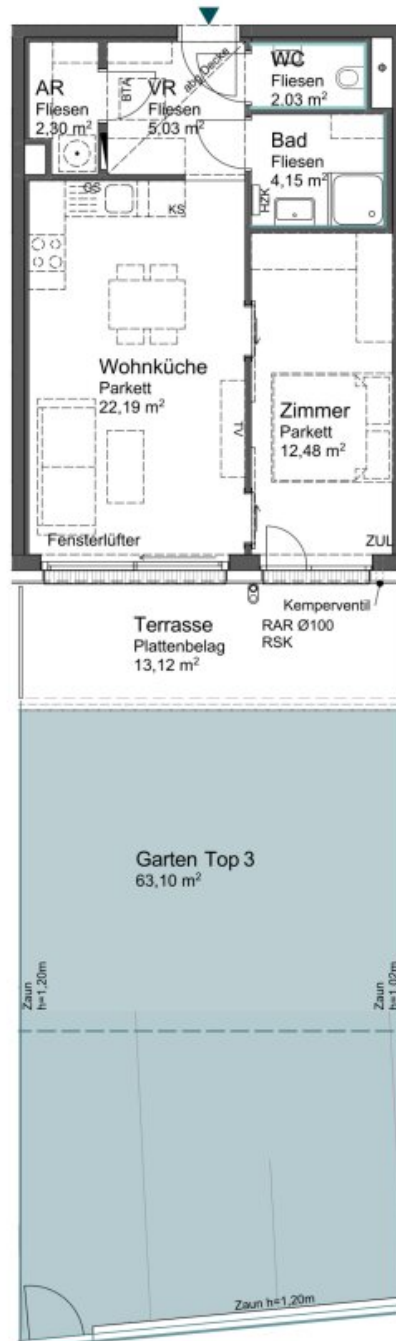 AR
Fliesen
2,30 m²
BTA
VR
Fliesen
5,03 m²
abg.Decke
WC
Fliesen
2.03 m²
Bad
Fliesen
4,15 m²
HZK
GS
KS
Wohnküche
Parkett
22,19 m²
TV
Zimmer
Parkett
12,48 m²
Fensterlüfter
ZUL
Kemperventil
RAR Ø100
RSK
Terrasse
Plattenbelag
13,12 m²
Garten Top 3
63,10 m²
Zaun
h=1,20m
Zaun
h=1,02m
Zaun h=1,20m